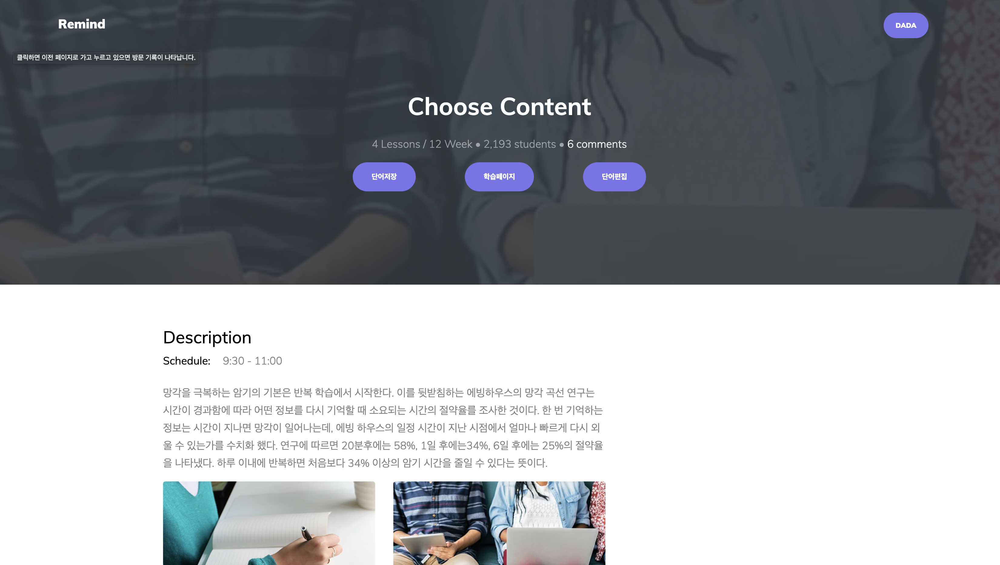 Remind
DADA
클릭하면 이전 페이지로 가고 누르고 있으면 방문 기록이 나타납니다.
Choose Content
4 Lessons / 12 Week • 2,193 students • 6 comments
단어저장
학습페이지
단어편집
Description
Schedule: 9:30 - 11:00
망각을 극복하는 암기의 기본은 반복 학습에서 시작한다. 이를 뒷받침하는 에빙하우스의 망각 곡선 연구는
시간이 경과함에 따라 어떤 정보를 다시 기억할 때 소요되는 시간의 절약율를 조사한 것이다. 한 번 기억하는
정보는 시간이 지나면 망각이 일어나는데, 에빙 하우스의 일정 시간이 지난 시점에서 얼마나 빠르게 다시 외
울 수 있는가를 수치화 했다. 연구에 따르면 20분후에는 58%, 1일 후에는34%, 6일 후에는 25%의 절약율
을 나타냈다. 하루 이내에 반복하면 처음보다 34% 이상의 암기 시간을 줄일 수 있다는 뜻이다.